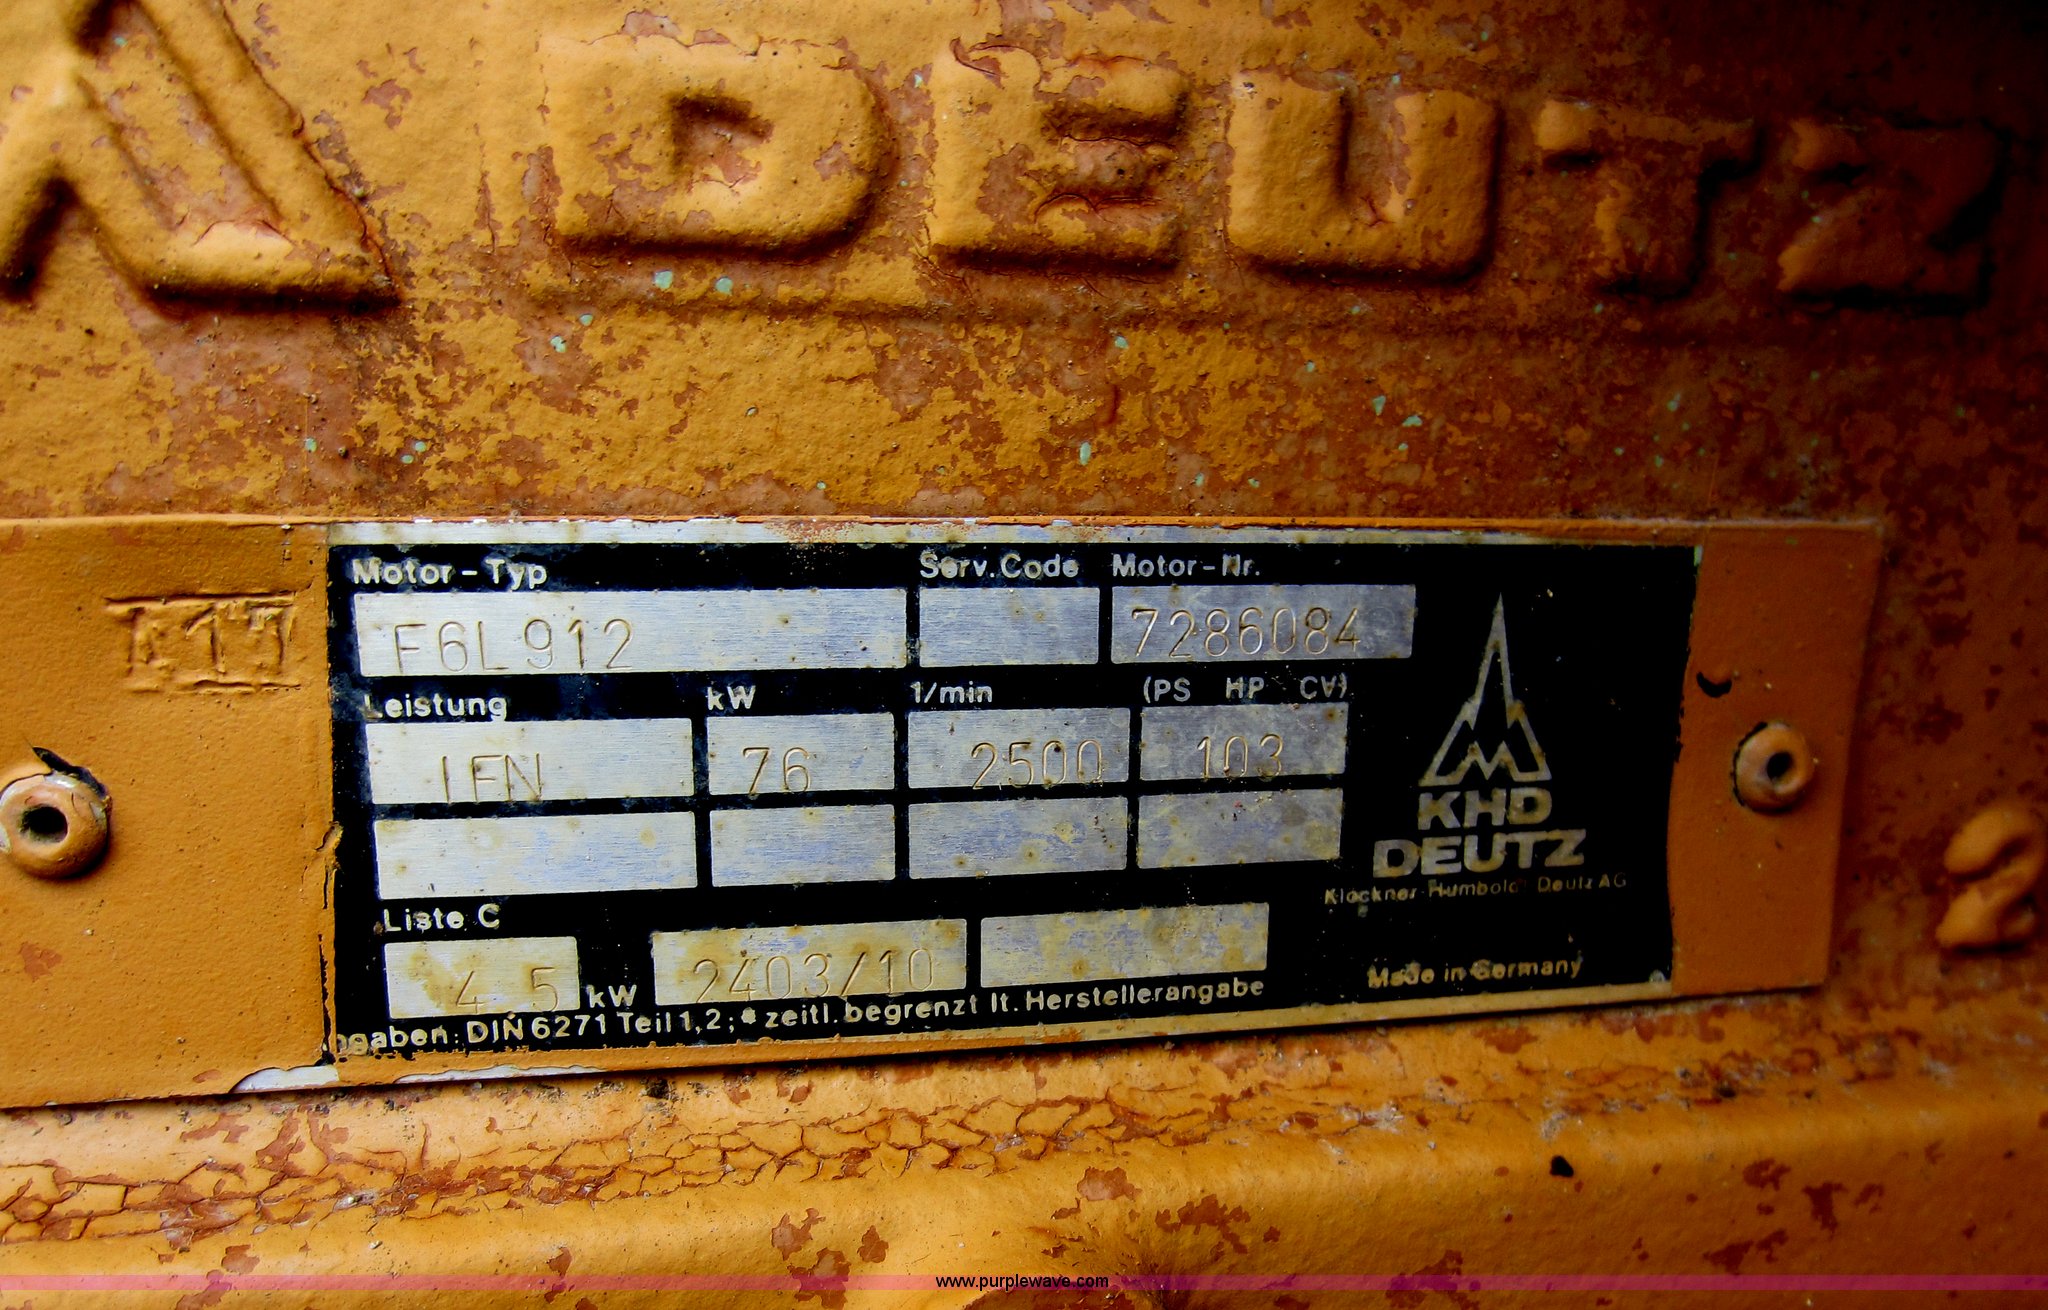 DEUTZ
Motor-Typ Serv.Code Motor-Nr.
F6L912 7286084
Leistung kW 1/min (PS HP CV)
IFN 76 2500 103
Liste C
4 5 kW 2403/10
DIN 6271 Teil 1,2; * zeitl. begrenzt lt. Herstellerangabe
KHD
DEUTZ
Klöckner-Humboldt-Deutz AG
Made in Germany
2
www.purplewave.com